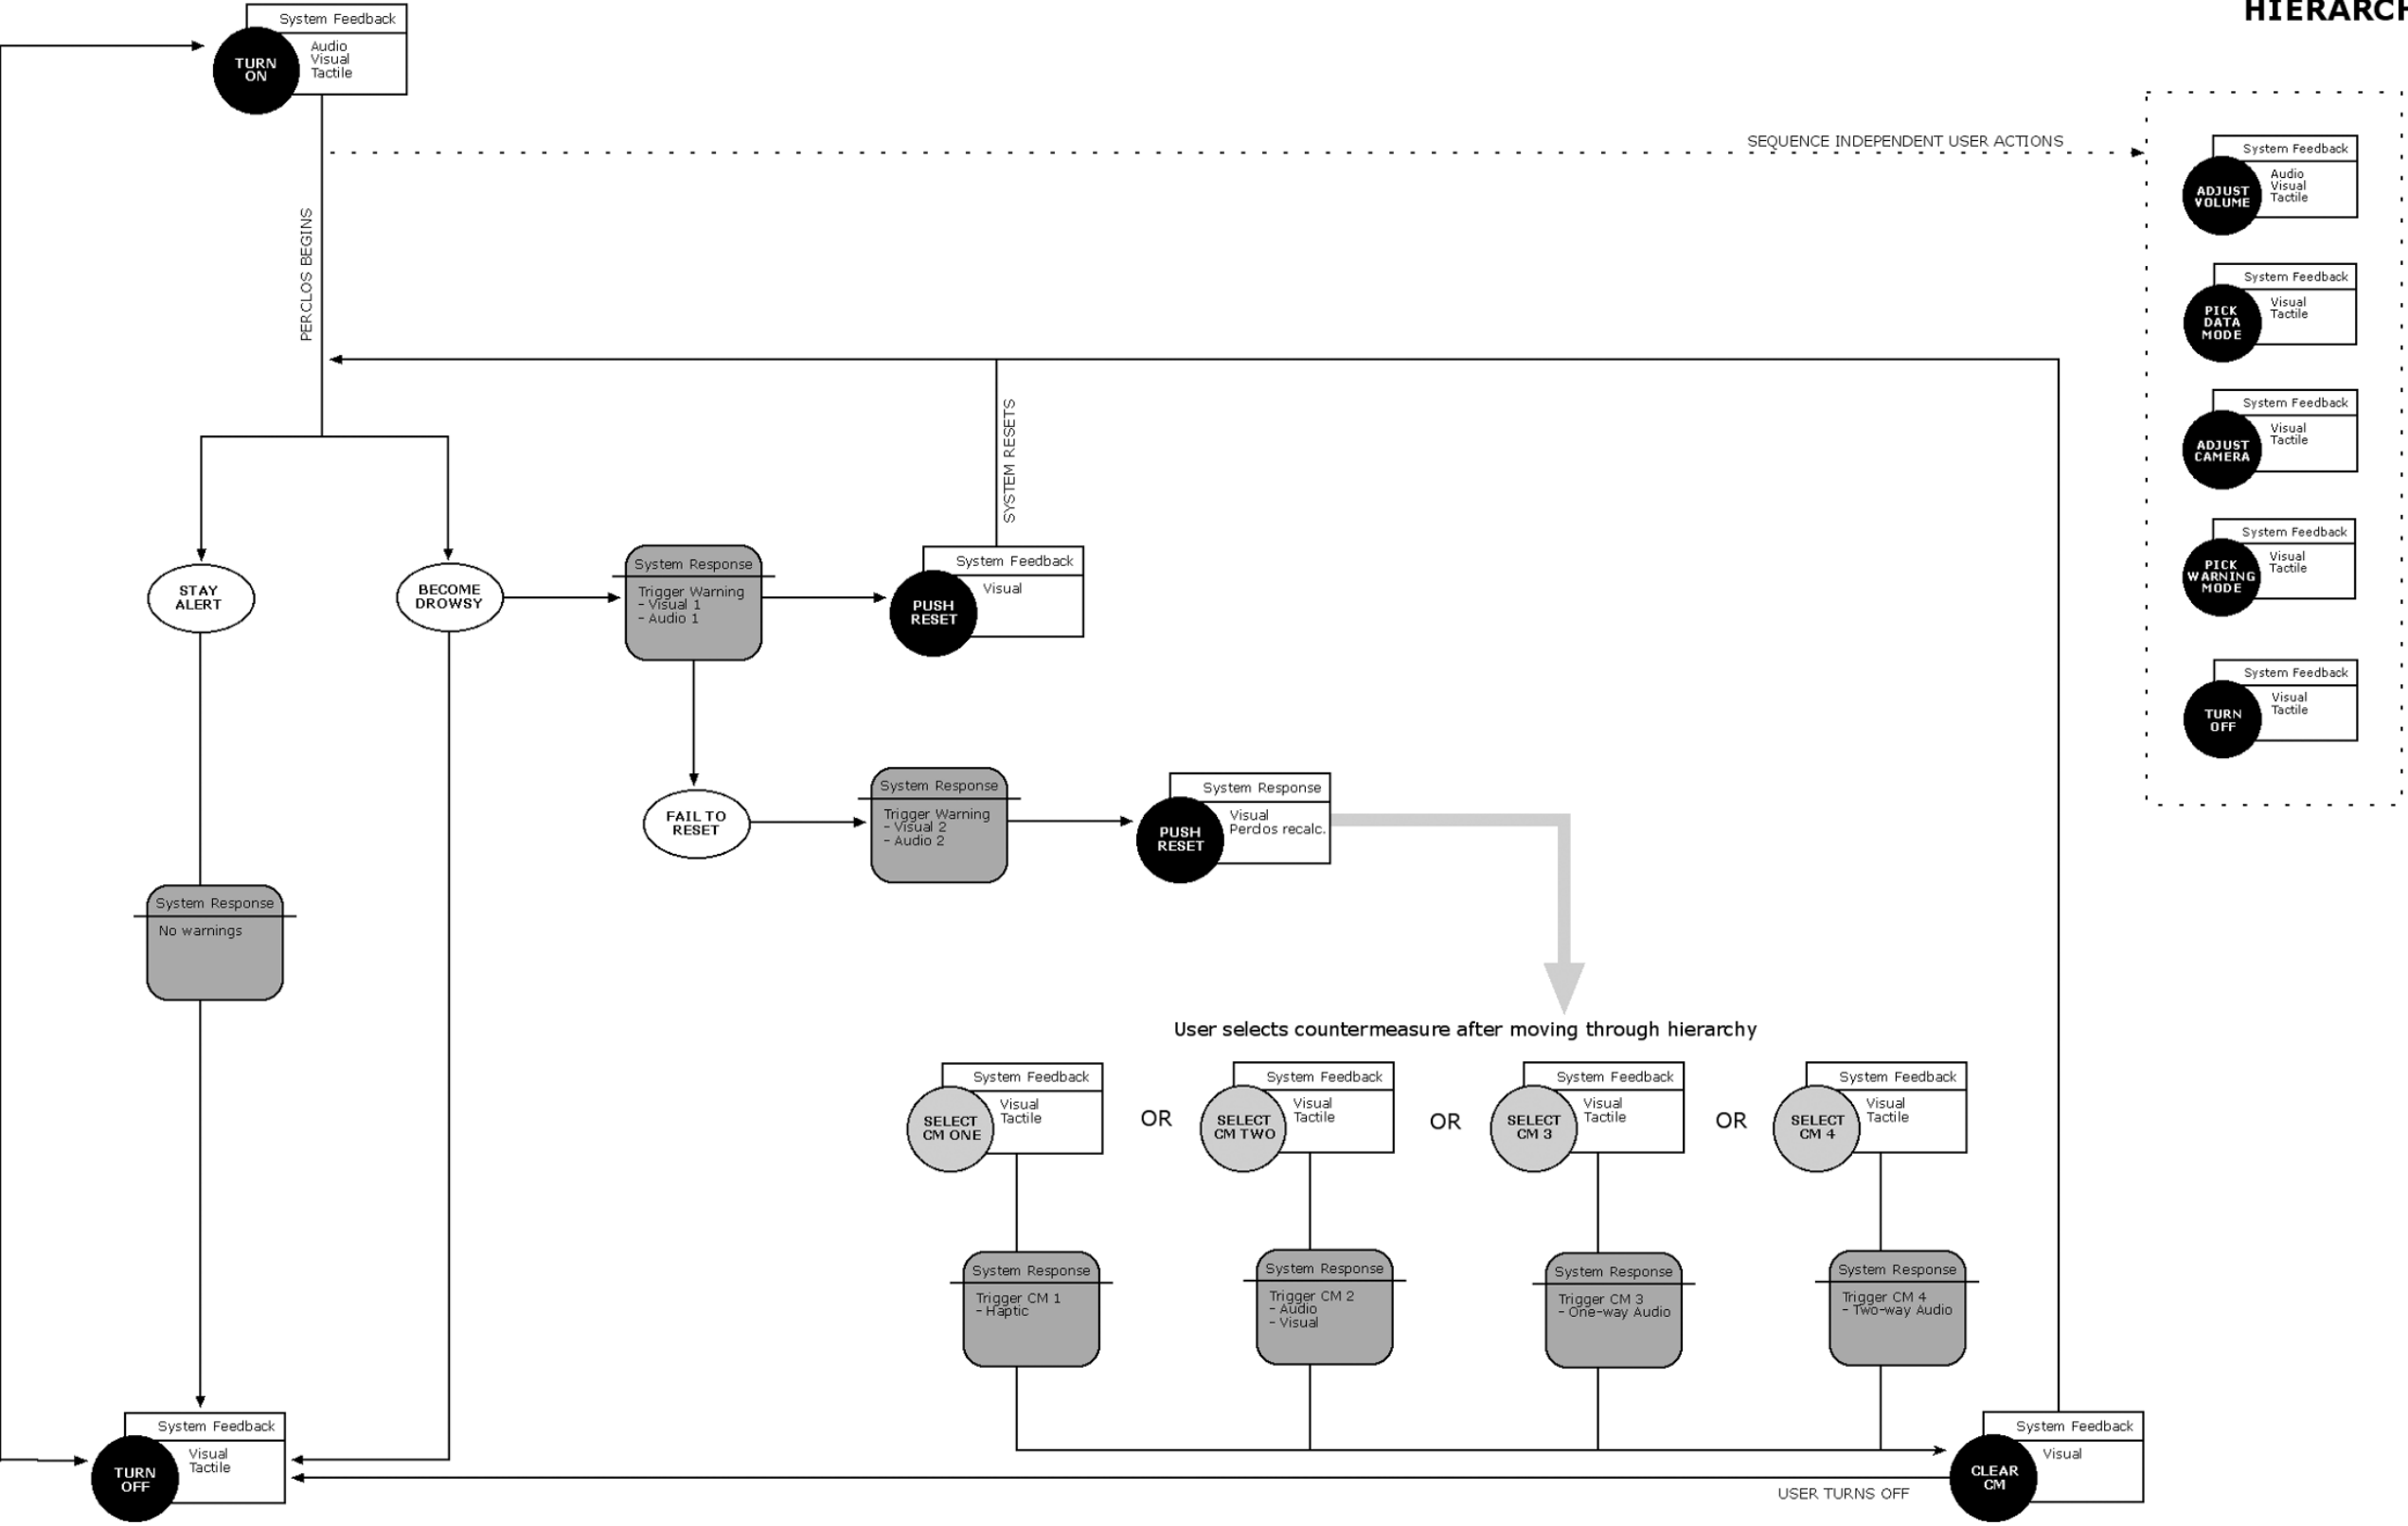 HIERARCH
System Feedback
Audio
Visual
Tactile
TURN
ON
SEQUENCE INDEPENDENT USER ACTIONS
System Feedback
Audio
Visual
Tactile
ADJUST
VOLUME
PERCLOS BEGINS
System Feedback
Visual
Tactile
PICK
DATA
MODE
System Feedback
Visual
Tactile
ADJUST
CAMERA
System Feedback
Visual
Tactile
PICK
WARNING
MODE
System Feedback
Visual
Tactile
TURN
OFF
SYSTEM RESETS
STAY
ALERT
BECOME
DROWSY
System Response
Trigger Warning
- Visual 1
- Audio 1
System Feedback
Visual
PUSH
RESET
FAIL TO
RESET
System Response
Trigger Warning
- Visual 2
- Audio 2
System Response
Visual
Perclos recalc.
PUSH
RESET
System Response
No warnings
User selects countermeasure after moving through hierarchy
System Feedback
Visual
Tactile
SELECT
CM ONE
OR
System Feedback
Visual
Tactile
SELECT
CM TWO
OR
System Feedback
Visual
Tactile
SELECT
CM 3
OR
System Feedback
Visual
Tactile
SELECT
CM 4
System Response
Trigger CM 1
- Haptic
System Response
Trigger CM 2
- Audio
- Visual
System Response
Trigger CM 3
- One-way Audio
System Response
Trigger CM 4
- Two-way Audio
System Feedback
Visual
Tactile
TURN
OFF
System Feedback
Visual
CLEAR
CM
USER TURNS OFF